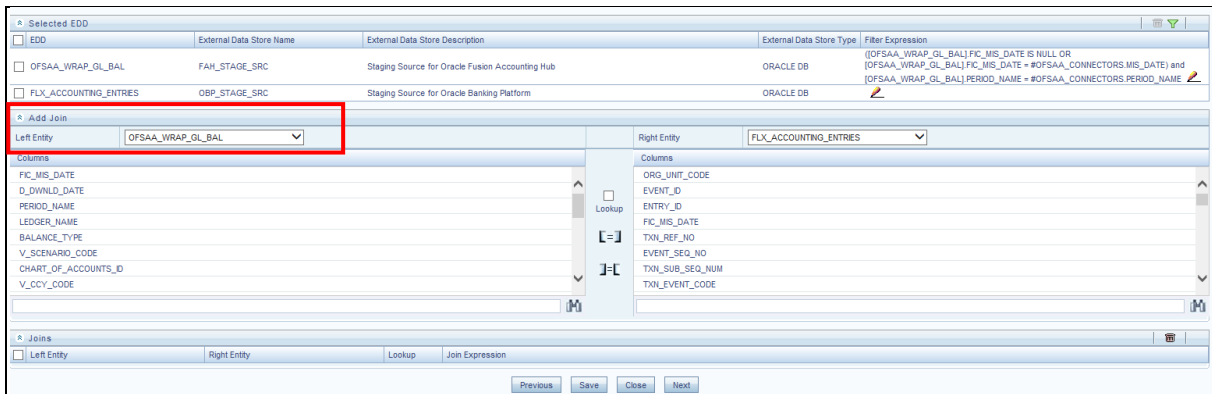 Selected EDD
EDD External Data Store Name External Data Store Description External Data Store Type Filter Expression
OFSAA_WRAP_GL_BAL FAH_STAGE_SRC Staging Source for Oracle Fusion Accounting Hub ORACLE DB ([OFSAA_WRAP_GL_BAL].FIC_MIS_DATE IS NULL OR
[OFSAA_WRAP_GL_BAL].FIC_MIS_DATE = #OFSAA_CONNECTORS.MIS_DATE) and
[OFSAA_WRAP_GL_BAL].PERIOD_NAME = #OFSAA_CONNECTORS.PERIOD_NAME
FLX_ACCOUNTING_ENTRIES OBP_STAGE_SRC Staging Source for Oracle Banking Platform ORACLE DB
Add Join
Left Entity OFSAA_WRAP_GL_BAL Right Entity FLX_ACCOUNTING_ENTRIES
Columns Columns
FIC_MIS_DATE ORG_UNIT_CODE
D_DWNLD_DATE EVENT_ID
PERIOD_NAME Lookup ENTRY_ID
LEDGER_NAME FIC_MIS_DATE
BALANCE_TYPE [=] TXN_REF_NO
V_SCENARIO_CODE EVENT_SEQ_NO
CHART_OF_ACCOUNTS_ID ]=[ TXN_SUB_SEQ_NUM
V_CCY_CODE TXN_EVENT_CODE
Joins
Left Entity Right Entity Lookup Join Expression
Previous Save Close Next